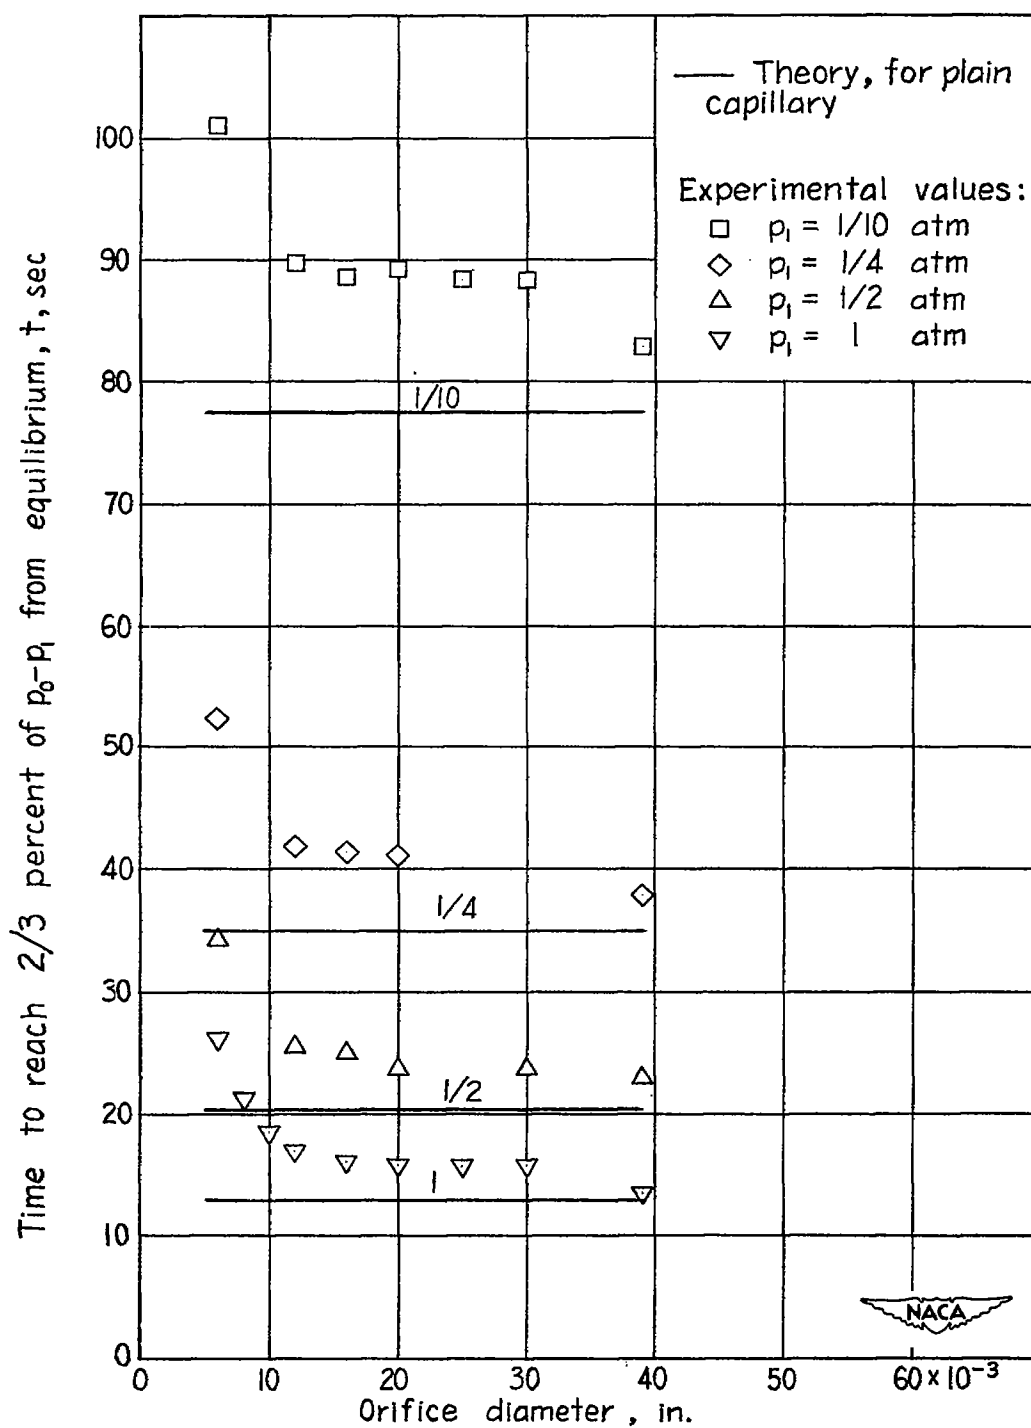 Theory, for plain
capillary
Experimental values:
□ p₁ = 1/10 atm
◇ p₁ = 1/4 atm
△ p₁ = 1/2 atm
▽ p₁ = 1 atm
Time to reach 2/3 percent of p₀-p₁ from equilibrium, t, sec
100
90
80
70
60
50
40
30
20
10
0
1/10
1/4
1/2
1
NACA
0 10 20 30 40 50 60×10⁻³
Orifice diameter, in.